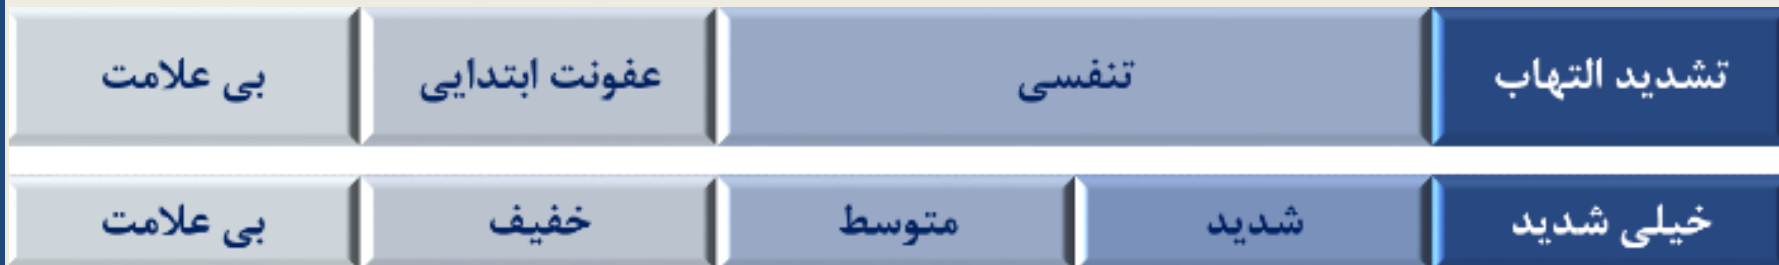 تشدید التهاب تنفسی عفونت ابتدایی بی علامت
خیلی شدید شدید متوسط خفیف بی علامت